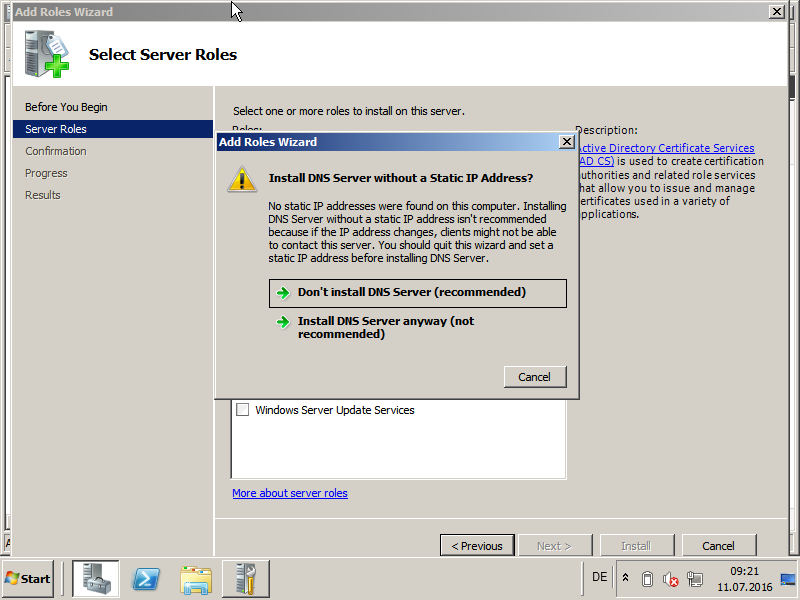 Add Roles Wizard
Select Server Roles
Before You Begin
Server Roles
Confirmation
Progress
Results
Select one or more roles to install on this server.
Roles:
Description:
Active Directory Certificate Services
(AD CS) is used to create certification
authorities and related role services
that allow you to issue and manage
certificates used in a variety of
applications.
Add Roles Wizard
Install DNS Server without a Static IP Address?
No static IP addresses were found on this computer. Installing
DNS Server without a static IP address isn't recommended
because if the IP address changes, clients might not be able
to contact this server. You should quit this wizard and set a
static IP address before installing DNS Server.
Don't install DNS Server (recommended)
Install DNS Server anyway (not
recommended)
Cancel
Windows Server Update Services
More about server roles
< Previous
Next >
Install
Cancel
Start
DE
09:21
11.07.2016